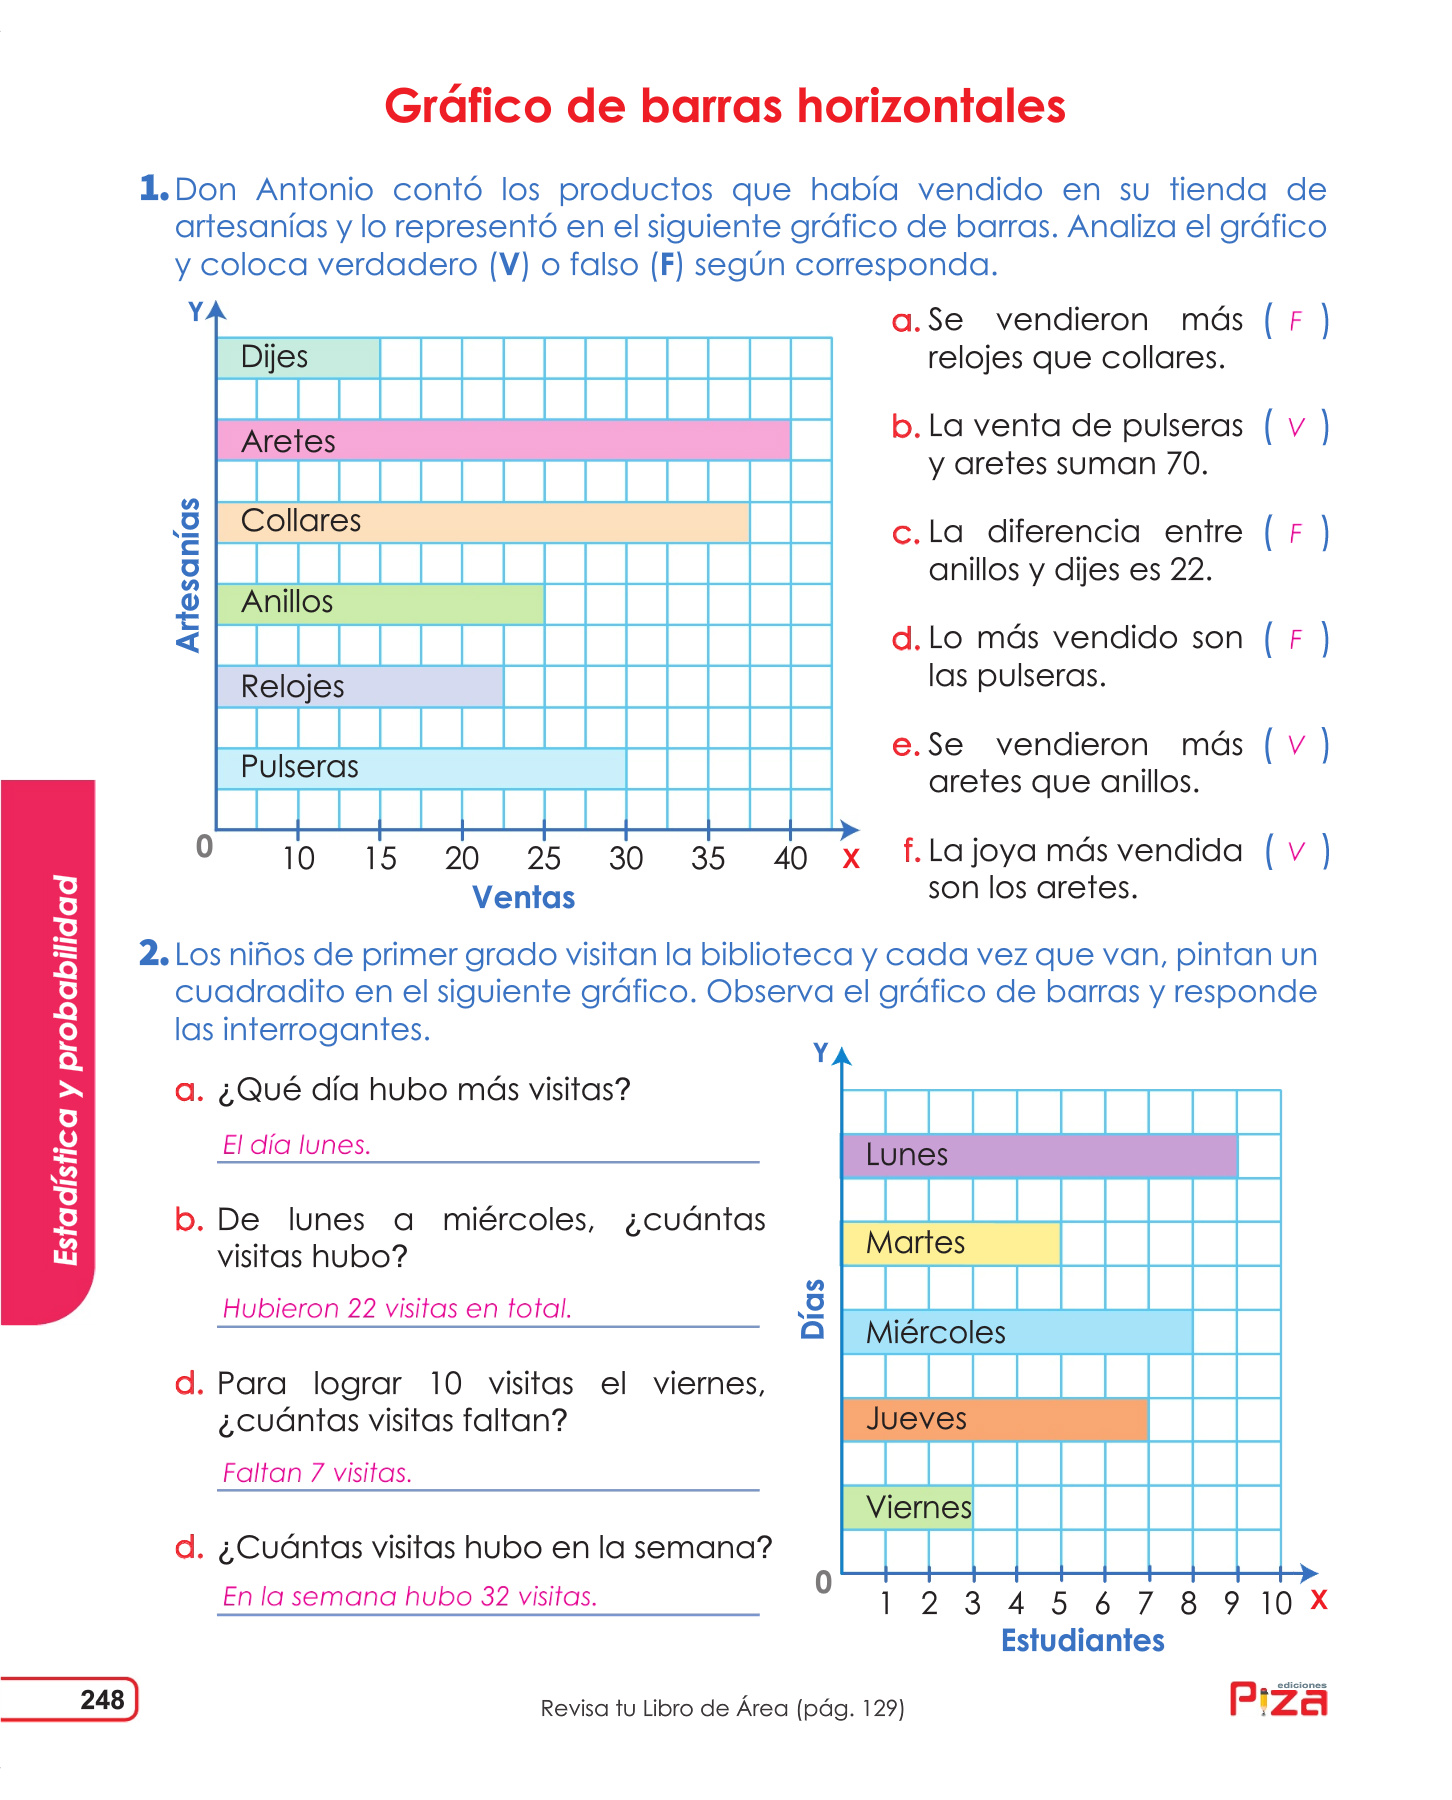 Gráfico de barras horizontales
1. Don Antonio contó los productos que había vendido en su tienda de
artesanías y lo representó en el siguiente gráfico de barras. Analiza el gráfico
y coloca verdadero (V) o falso (F) según corresponda.
Y
Dijes
Aretes
Collares
Anillos
Relojes
Pulseras
Artesanías
0
10 15 20 25 30 35 40 X
Ventas
a. Se vendieron más ( F )
relojes que collares.
b. La venta de pulseras ( V )
y aretes suman 70.
c. La diferencia entre ( F )
anillos y dijes es 22.
d. Lo más vendido son ( F )
las pulseras.
e. Se vendieron más ( V )
aretes que anillos.
f. La joya más vendida ( V )
son los aretes.
2. Los niños de primer grado visitan la biblioteca y cada vez que van, pintan un
cuadradito en el siguiente gráfico. Observa el gráfico de barras y responde
las interrogantes.
a. ¿Qué día hubo más visitas?
El día lunes.
b. De lunes a miércoles, ¿cuántas
visitas hubo?
Hubieron 22 visitas en total.
d. Para lograr 10 visitas el viernes,
¿cuántas visitas faltan?
Faltan 7 visitas.
d. ¿Cuántas visitas hubo en la semana?
En la semana hubo 32 visitas.
Y
Lunes
Martes
Miércoles
Jueves
Viernes
Días
0
1 2 3 4 5 6 7 8 9 10 X
Estudiantes
Estadística y probabilidad
248
Revisa tu Libro de Área (pág. 129)
ediciones
Piza